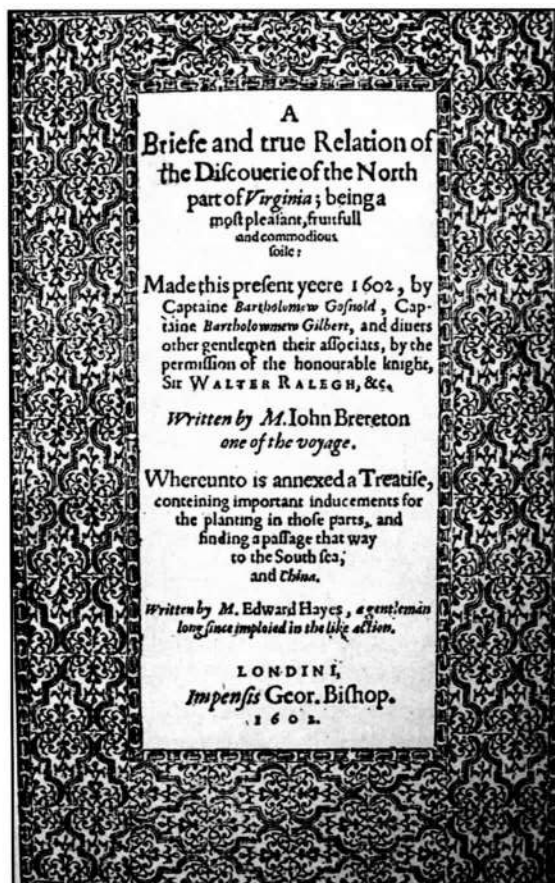 A
Briefe and true Relation of
the Diſcouerie of the North
part of Virginia; being a
moſt pleaſant, fruitfull
and commodious
ſoile:
Made this preſent yeere 1602, by
Captaine Bartholomew Goſnold, Cap-
taine Bartholowmew Gilbert, and diuers
other gentlemen their aſſociats, by the
permiſſion of the honourable knight,
Sir WALTER RALEGH, &c.
Written by M. Iohn Brereton
one of the voyage.
Whereunto is annexed a Treatiſe,
conteining important inducements for
the planting in thoſe parts, and
finding a paſſage that way
to the South ſea,
and China.
Written by M. Edward Hayes, a gentleman
long ſince imploied in the like action.
LONDINI,
Impenſis Geor. Biſhop.
1602.